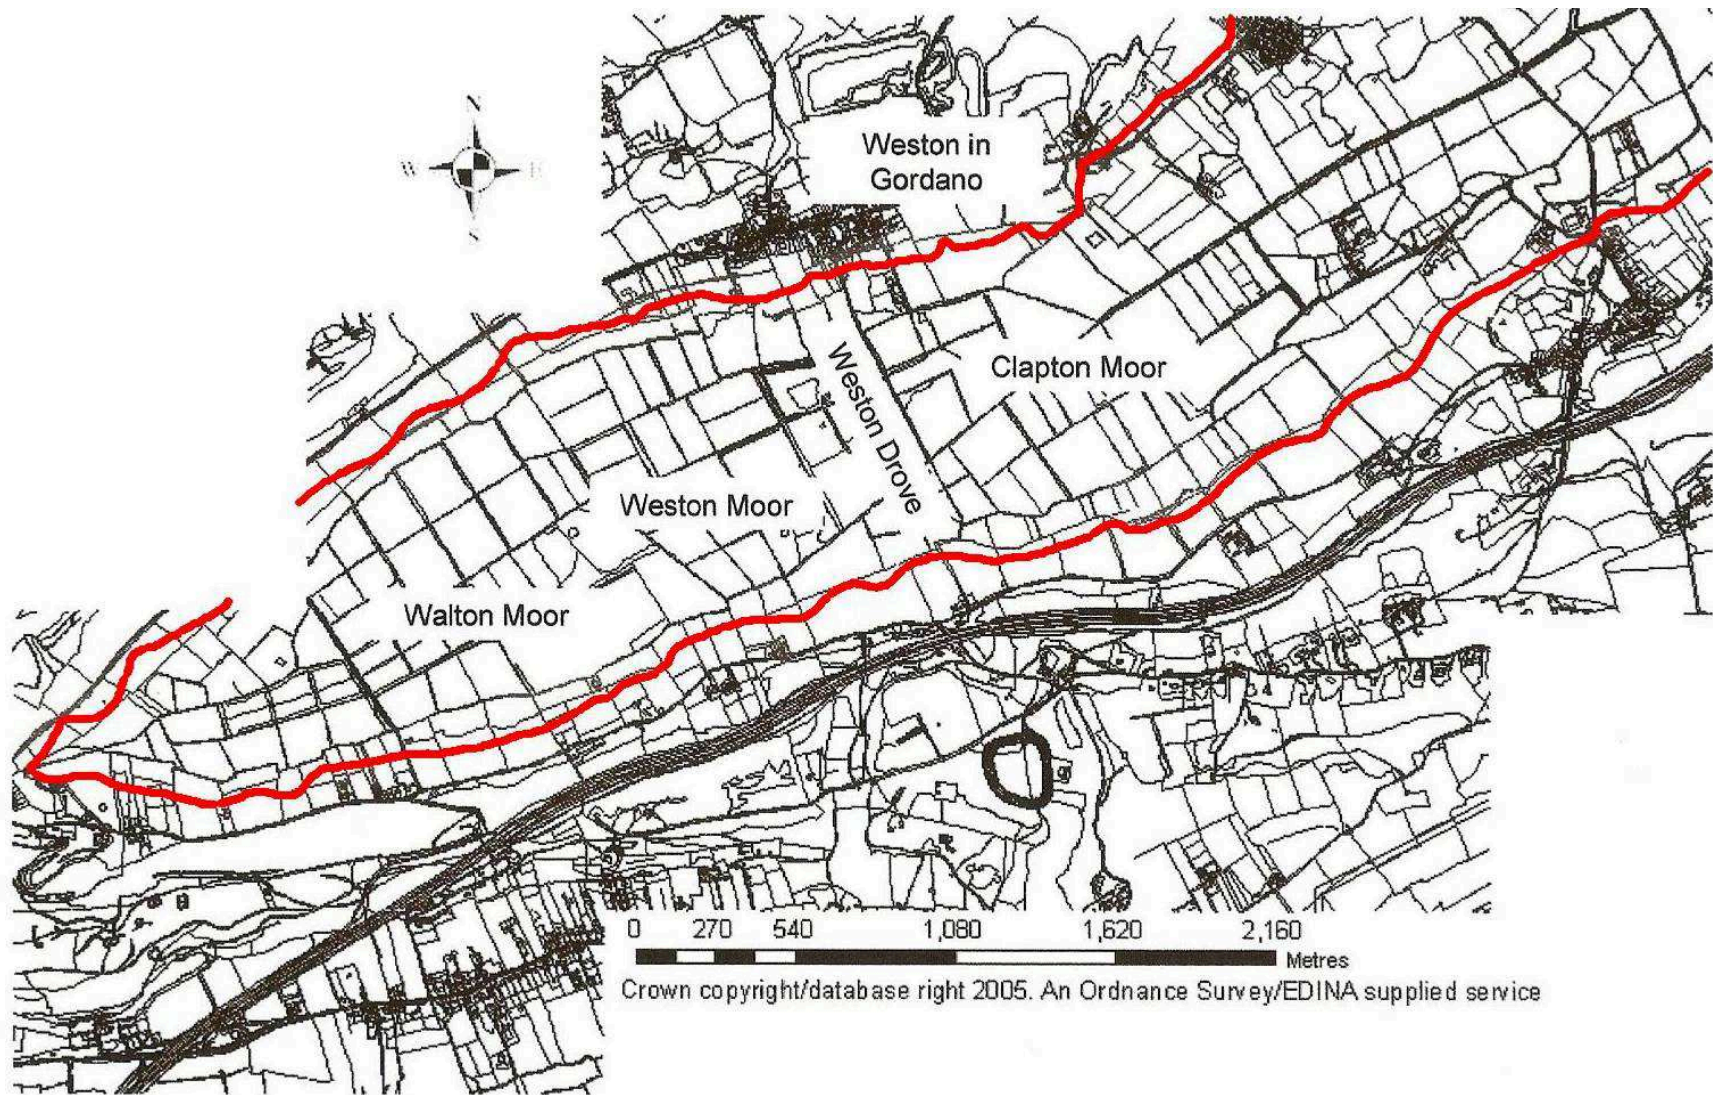 N
W E
S
Weston in
Gordano
Clapton Moor
Weston Drove
Weston Moor
Walton Moor
0 270 540 1,080 1,620 2,160
Metres
Crown copyright/database right 2005. An Ordnance Survey/EDINA supplied service